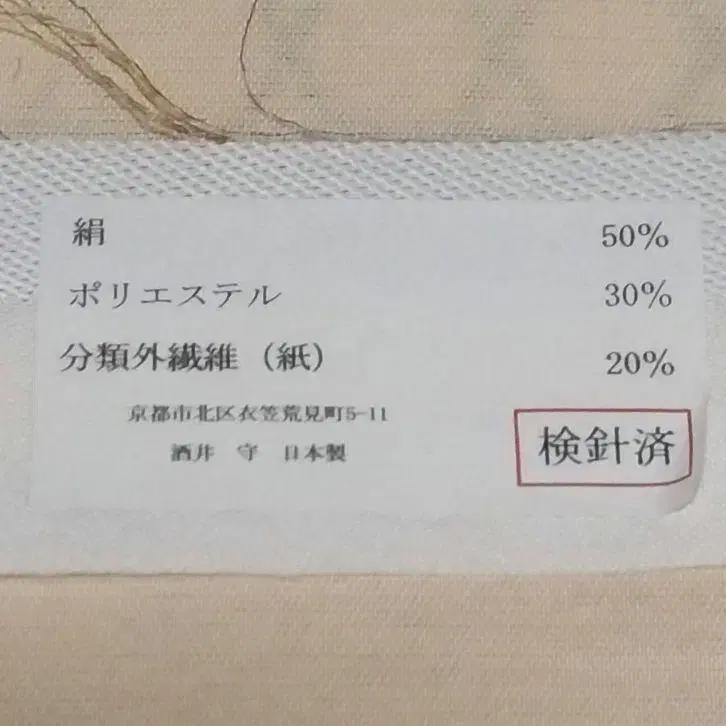 絹 50%
ポリエステル 30%
分類外繊維（紙） 20%
京都市北区衣笠荒見町5-11
酒井 守 日本製
検針済